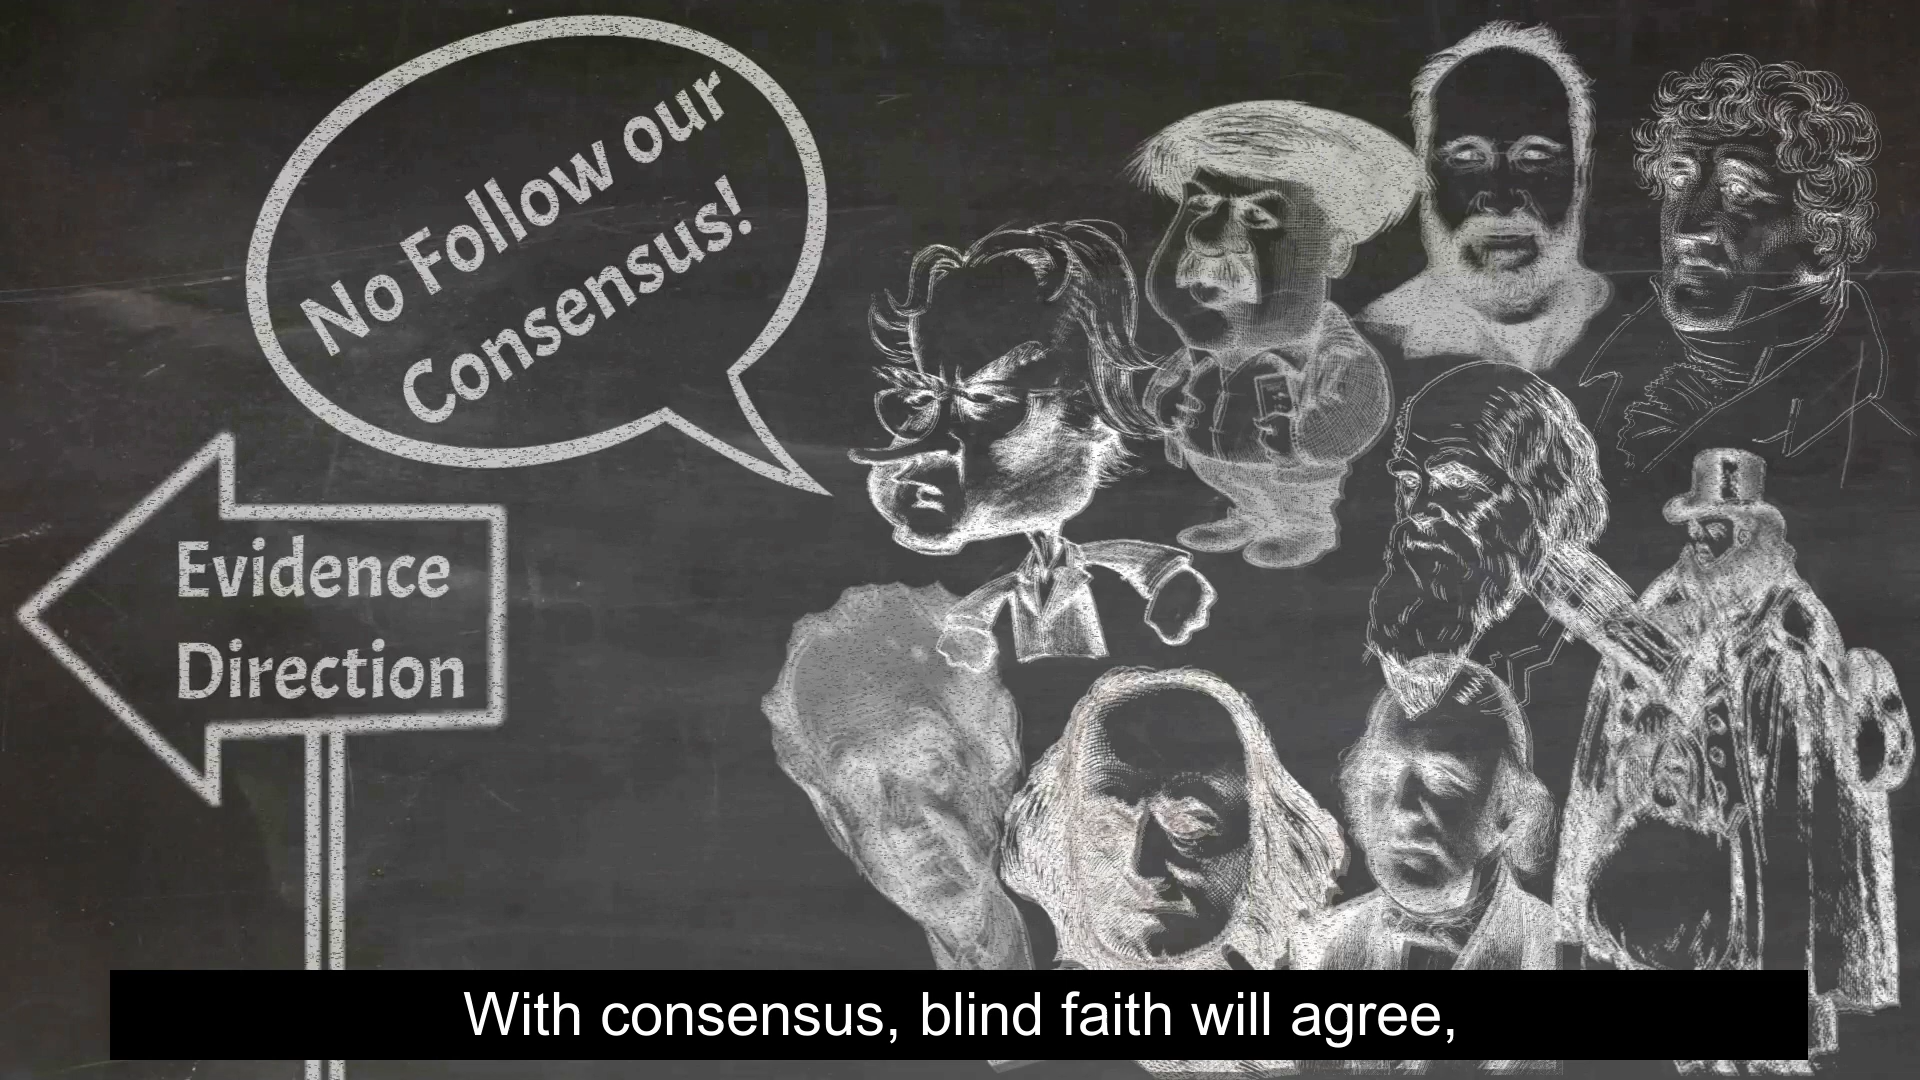 No Follow our
Consensus!
Evidence
Direction
With consensus, blind faith will agree,